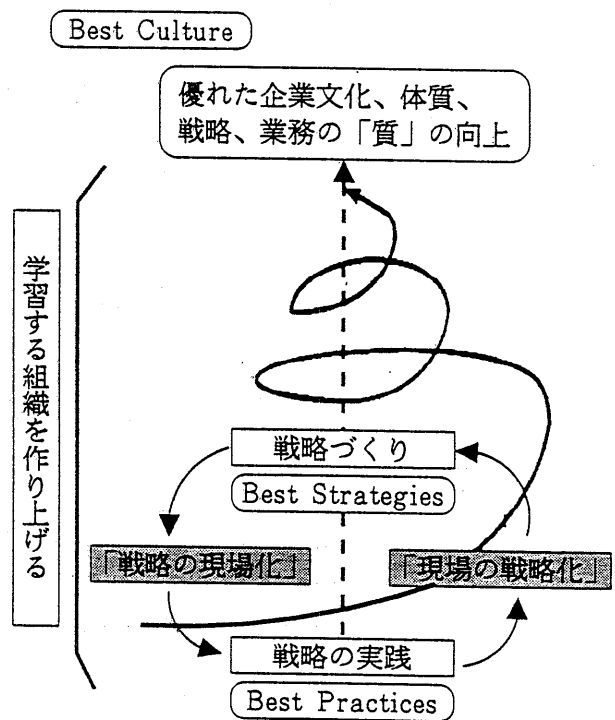 Best Culture
優れた企業文化、体質、
戦略、業務の「質」の向上
学習する組織を作り上げる
戦略づくり
Best Strategies
「戦略の現場化」
「現場の戦略化」
戦略の実践
Best Practices